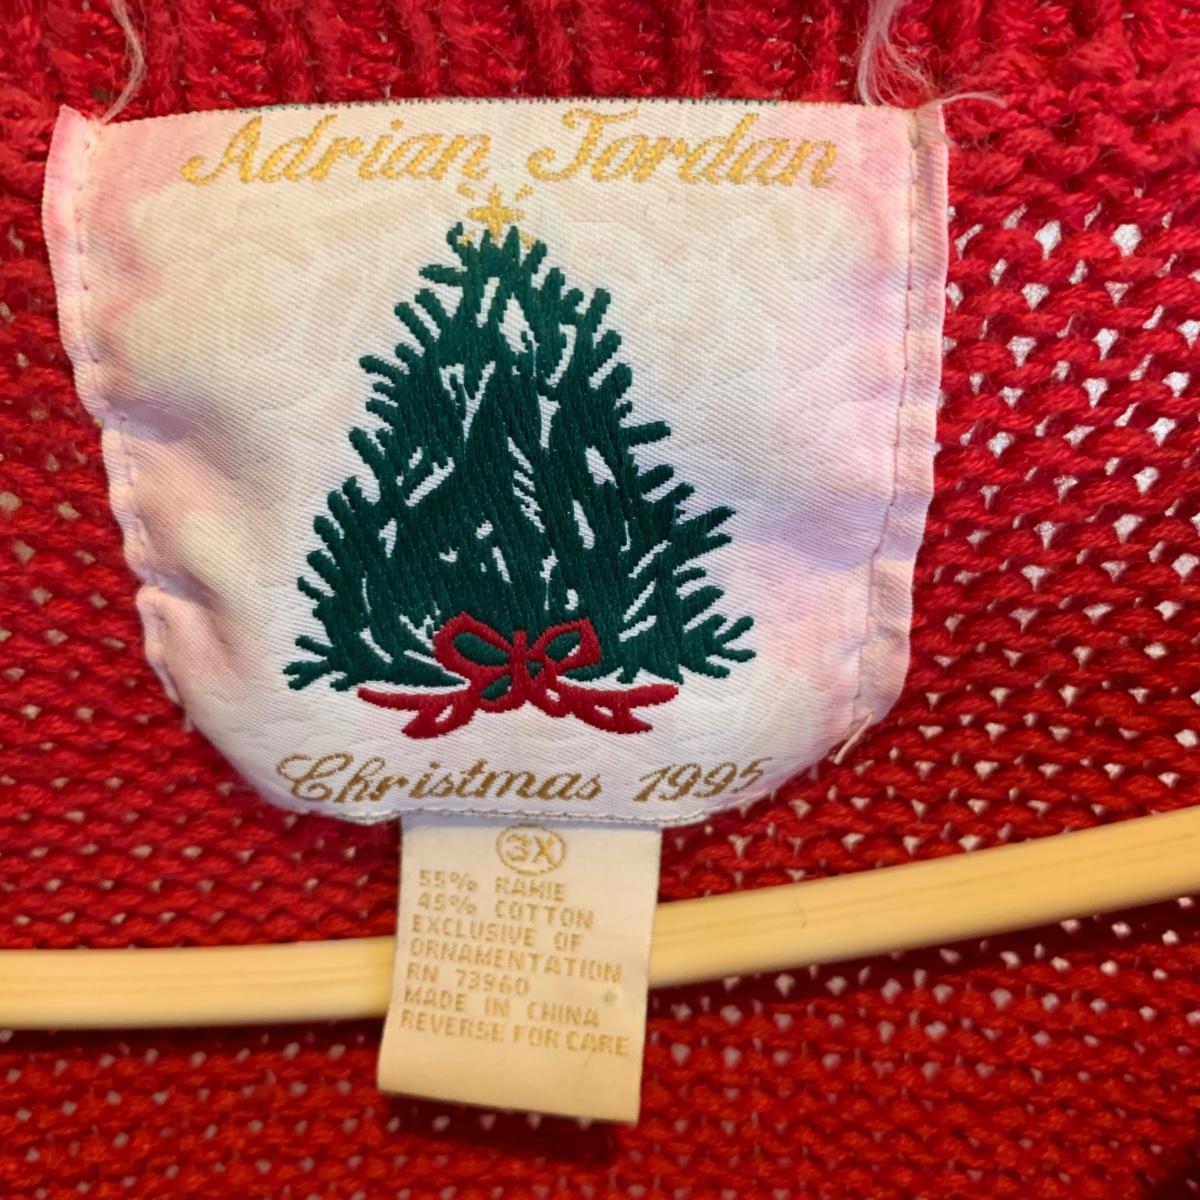 Adrian Jordan
Christmas 1995
3X
55% RAMIE
45% COTTON
EXCLUSIVE OF
ORNAMENTATION
RN 73960
MADE IN CHINA
REVERSE FOR CARE